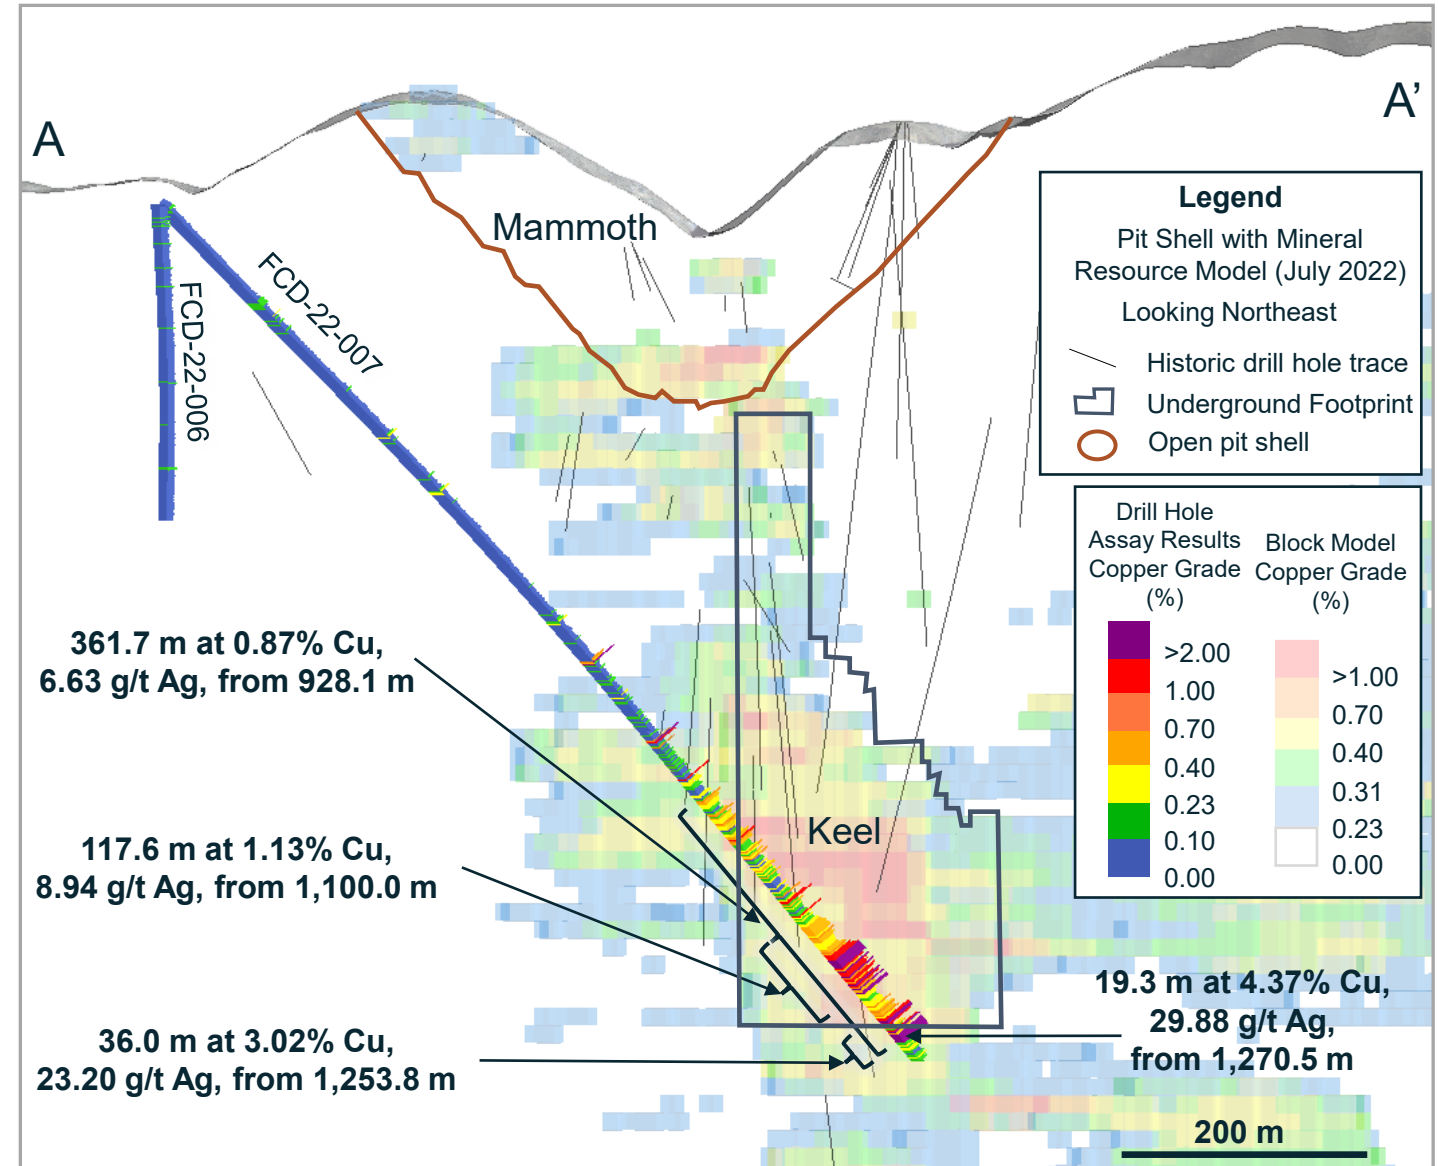 A
A’
Mammoth
FCD-22-007
FCD-22-006
Legend
Pit Shell with Mineral
Resource Model (July 2022)
Looking Northeast
Historic drill hole trace
Underground Footprint
Open pit shell
Drill Hole
Assay Results
Copper Grade
(%)
>2.00
1.00
0.70
0.40
0.23
0.10
0.00
Block Model
Copper Grade
(%)
>1.00
0.70
0.40
0.31
0.23
0.00
361.7 m at 0.87% Cu,
6.63 g/t Ag, from 928.1 m
Keel
117.6 m at 1.13% Cu,
8.94 g/t Ag, from 1,100.0 m
36.0 m at 3.02% Cu,
23.20 g/t Ag, from 1,253.8 m
19.3 m at 4.37% Cu,
29.88 g/t Ag,
from 1,270.5 m
200 m